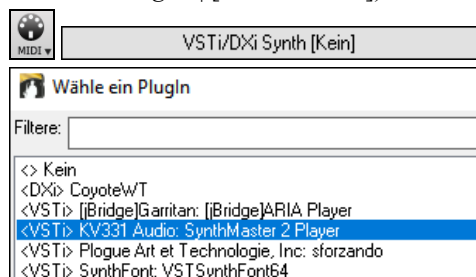 MIDI
VSTi/DXi Synth [Kein]
Wähle ein PlugIn
Filtere:
<> Kein
<DXi> CoyoteWT
<VSTi> [jBridge]Garritan: [jBridge]ARIA Player
<VSTi> KV331 Audio: SynthMaster 2 Player
<VSTi> Plogue Art et Technologie, Inc: sforzando
<VSTi> SynthFont: VSTSynthFont64